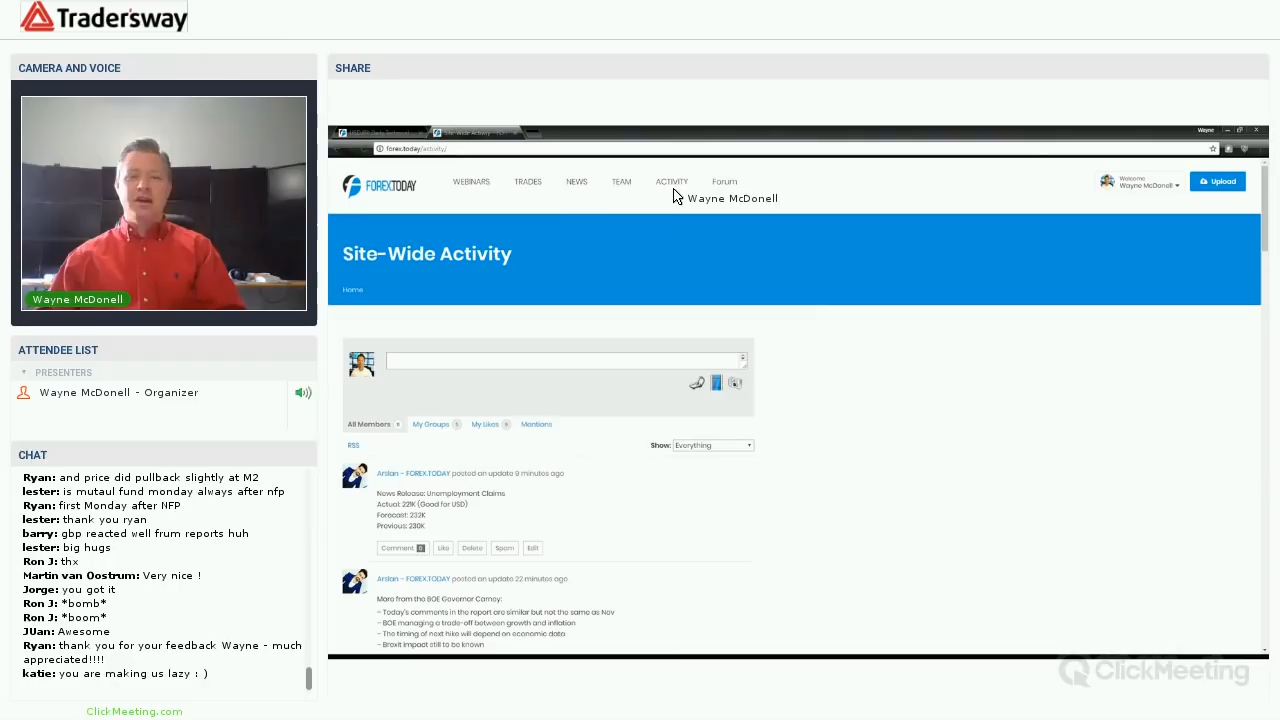 Trader'sway
CAMERA AND VOICE
Wayne McDonell
ATTENDEE LIST
PRESENTERS
Wayne McDonell - Organizer
CHAT
Ryan: and price did pullback slightly at M2
lester: is mutaul fund monday always after nfp
Ryan: first Monday after NFP
lester: thank you ryan
barry: gbp reacted well frum reports huh
lester: big hugs
Ron J: thx
Martin van Oostrum: Very nice !
Jorge: you got it
Ron J: *bomb*
Ron J: *boom*
JUan: Awesome
Ryan: thank you for your feedback Wayne - much
appreciated!!!!
katie: you are making us lazy : )
ClickMeeting.com
SHARE
Wayne
forex.today/activity/
FOREXTODAY
WEBINARS TRADES NEWS TEAM ACTIVITY Forum
Welcome
Wayne McDonell
Upload
Wayne McDonell
Site-Wide Activity
Home
All Members My Groups My Likes Mentions
RSS
Show: Everything
Arslan – FOREX.TODAY posted an update 9 minutes ago
News Release: Unemployment Claims
Actual: 221K (Good for USD)
Forecast: 232K
Previous: 230K
Comment 0 Like Delete Spam Edit
Arslan – FOREX.TODAY posted an update 22 minutes ago
More from the BOE Governor Carney:
– Today's comments in the report are similar but not the same as Nov
– BOE managing a trade-off between growth and inflation
– The timing of next hike will depend on economic data
– Brexit impact still to be known
ClickMeeting